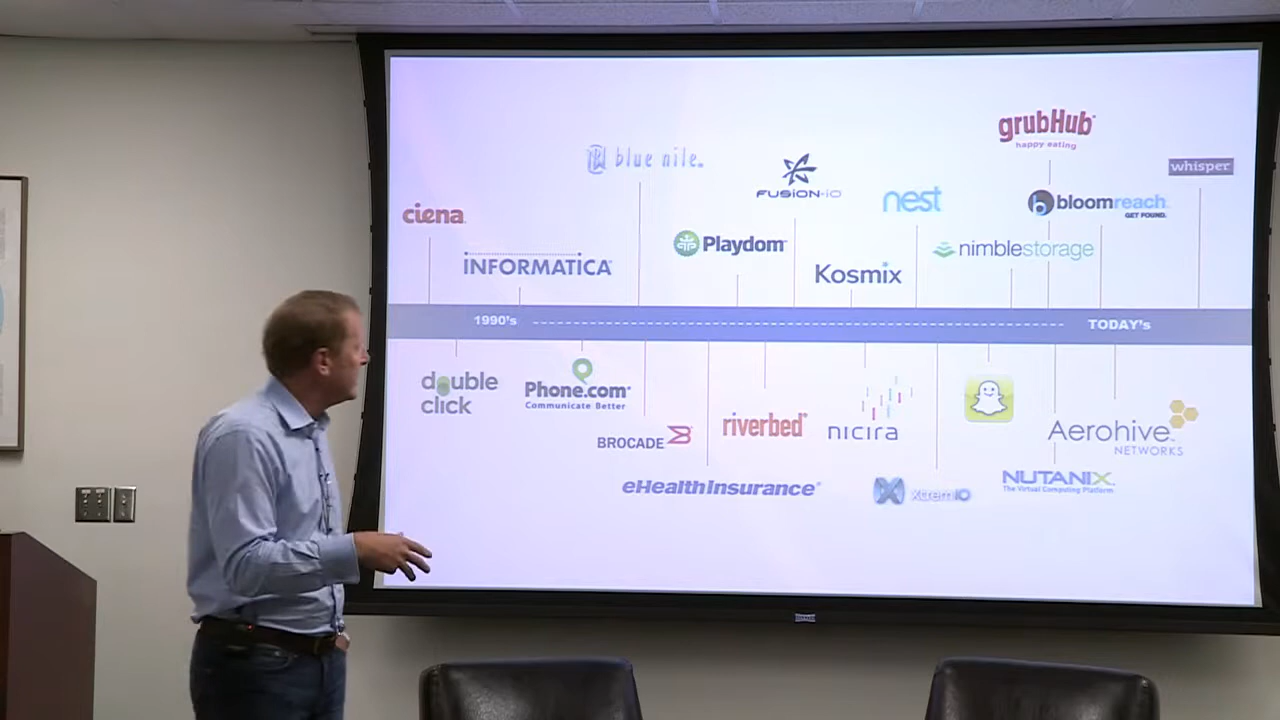 grubHub
happy eating
blue nile.
FUSION-iO
whisper
nest
bloomreach
GET FOUND.
ciena
Playdom
nimblestorage
INFORMATICA
Kosmix
1990's
TODAY's
double
click
Phone.com
Communicate Better
BROCADE
riverbed
nicira
Aerohive
NETWORKS
eHealthInsurance
XtremIO
NUTANIX
The Virtual Computing Platform